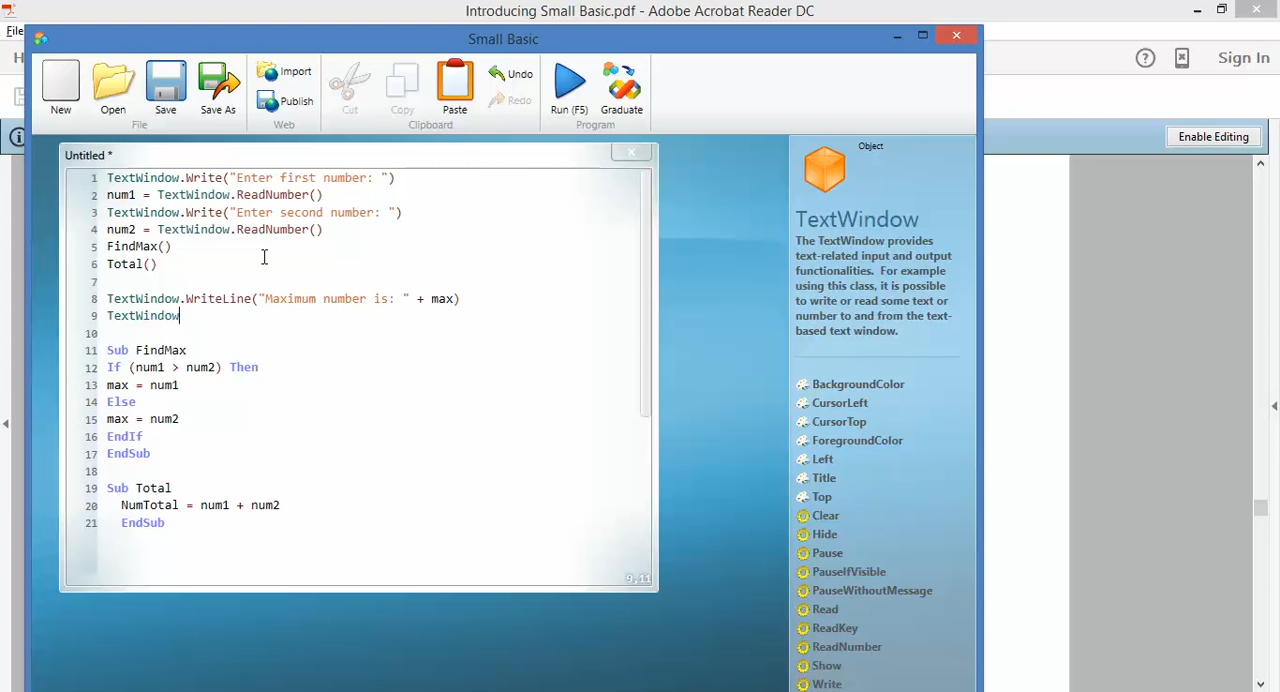 Introducing Small Basic.pdf - Adobe Acrobat Reader DC
File
Small Basic
H
Sign In
New
Open
Save
Save As
Import
Publish
Cut
Copy
Paste
Undo
Redo
Run (F5)
Graduate
File
Web
Clipboard
Program
Enable Editing
Untitled *
1 TextWindow.Write("Enter first number: ")
2 num1 = TextWindow.ReadNumber()
3 TextWindow.Write("Enter second number: ")
4 num2 = TextWindow.ReadNumber()
5 FindMax()
6 Total()
7
8 TextWindow.WriteLine("Maximum number is: " + max)
9 TextWindow
10
11 Sub FindMax
12 If (num1 > num2) Then
13 max = num1
14 Else
15 max = num2
16 EndIf
17 EndSub
18
19 Sub Total
20 NumTotal = num1 + num2
21 EndSub
9,11
Object
TextWindow
The TextWindow provides
text-related input and output
functionalities. For example
using this class, it is possible
to write or read some text or
number to and from the text-
based text window.
BackgroundColor
CursorLeft
CursorTop
ForegroundColor
Left
Title
Top
Clear
Hide
Pause
PauseIfVisible
PauseWithoutMessage
Read
ReadKey
ReadNumber
Show
Write